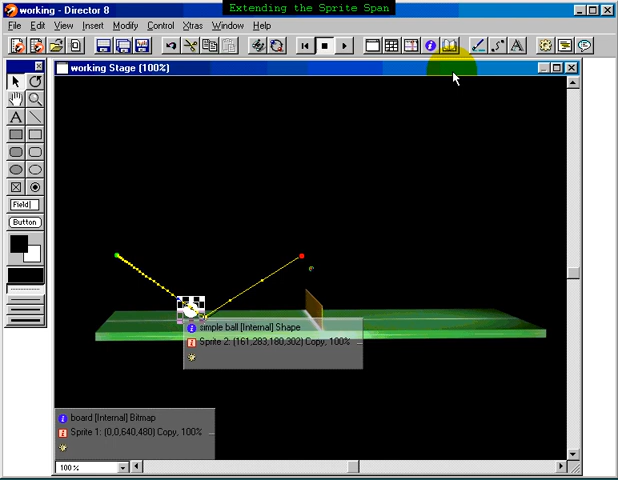 Extending the Sprite Span
working - Director 8
File Edit View Insert Modify Control Xtras Window Help
working Stage (100%)
A
Field
Button
simple ball [Internal] Shape
Sprite 2: (161,283,180,302) Copy, 100%
board [Internal] Bitmap
Sprite 1: (0,0,640,480) Copy, 100%
100 %